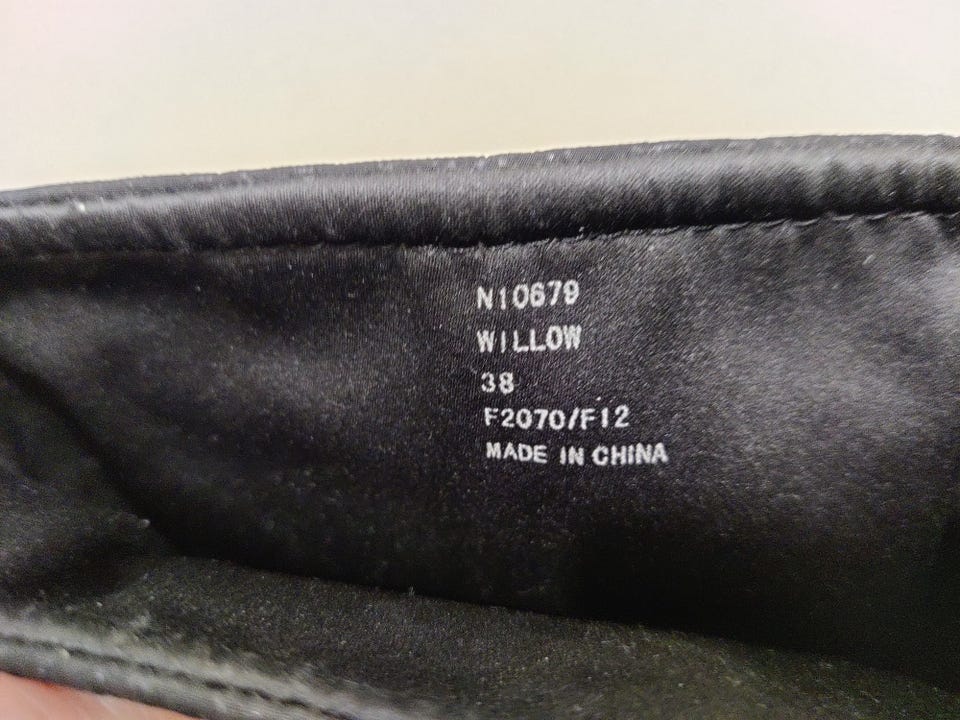 N10679
WILLOW
38
F2070/F12
MADE IN CHINA